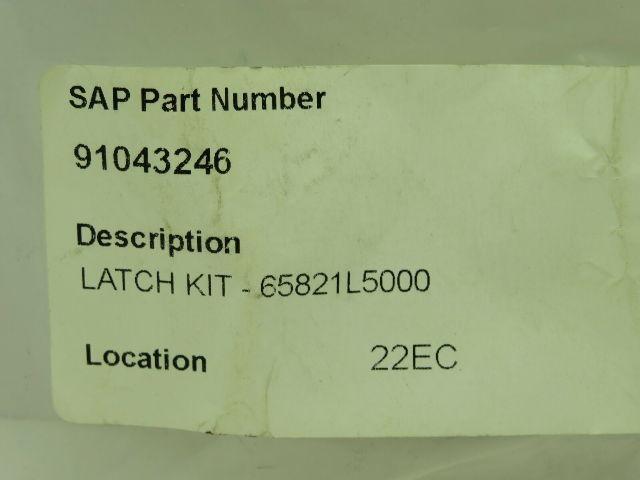 SAP Part Number
91043246
Description
LATCH KIT - 65821L5000
Location 22EC